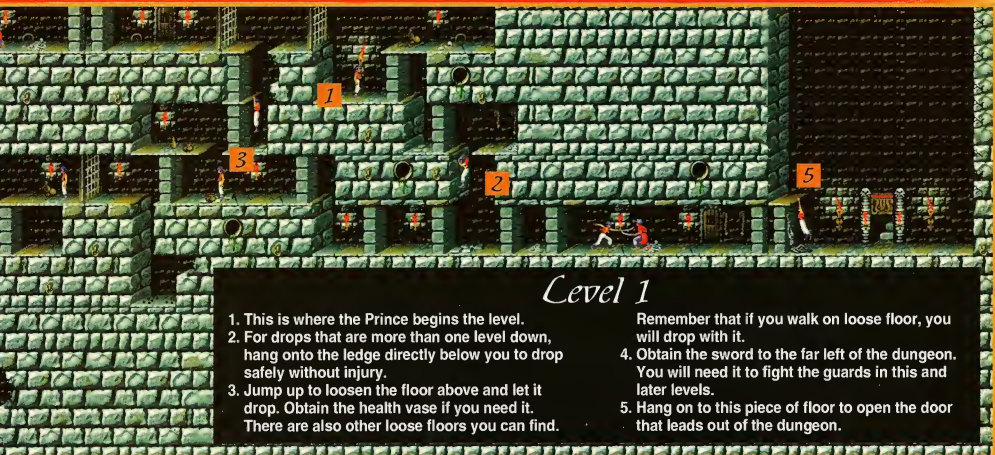 1
3
2
5
Level 1
1. This is where the Prince begins the level.
2. For drops that are more than one level down,
hang onto the ledge directly below you to drop
safely without injury.
3. Jump up to loosen the floor above and let it
drop. Obtain the health vase if you need it.
There are also other loose floors you can find.
Remember that if you walk on loose floor, you
will drop with it.
4. Obtain the sword to the far left of the dungeon.
You will need it to fight the guards in this and
later levels.
5. Hang on to this piece of floor to open the door
that leads out of the dungeon.